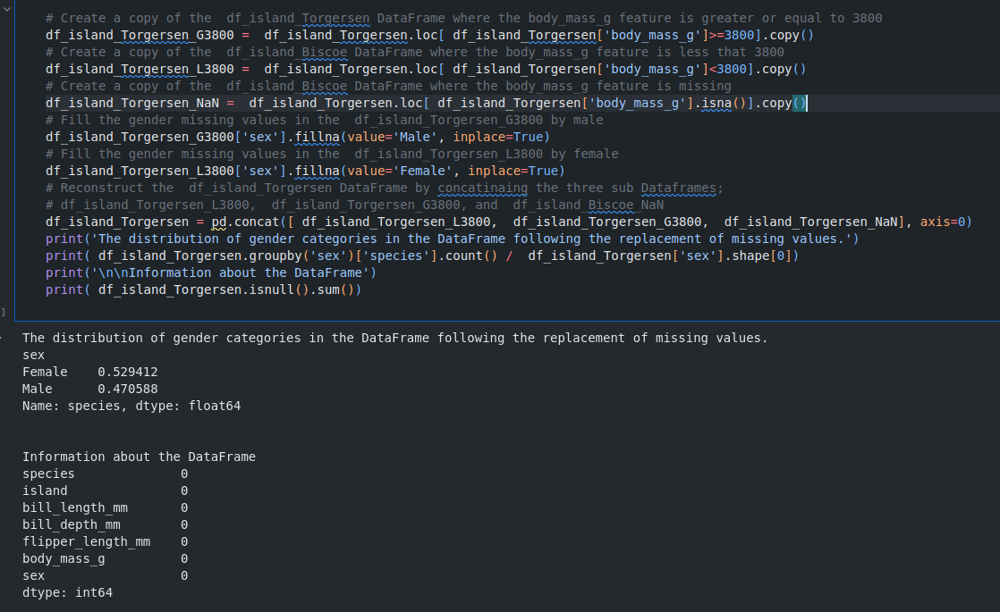 # Create a copy of the  df_island_Torgersen DataFrame where the body_mass_g feature is greater or equal to 3800
df_island_Torgersen_G3800 =  df_island_Torgersen.loc[ df_island_Torgersen['body_mass_g']>=3800].copy()
# Create a copy of the  df_island_Biscoe DataFrame where the body_mass_g feature is less that 3800
df_island_Torgersen_L3800 =  df_island_Torgersen.loc[ df_island_Torgersen['body_mass_g']<3800].copy()
# Create a copy of the  df_island_Biscoe DataFrame where the body_mass_g feature is missing
df_island_Torgersen_NaN =  df_island_Torgersen.loc[ df_island_Torgersen['body_mass_g'].isna()].copy()
# Fill the gender missing values in the  df_island_Torgersen_G3800 by male
df_island_Torgersen_G3800['sex'].fillna(value='Male', inplace=True)
# Fill the gender missing values in the  df_island_Torgersen_L3800 by female
df_island_Torgersen_L3800['sex'].fillna(value='Female', inplace=True)
# Reconstruct the  df_island_Torgersen DataFrame by concatinaing the three sub Dataframes;
# df_island_Torgersen_L3800,  df_island_Torgersen_G3800, and  df_island_Biscoe_NaN
df_island_Torgersen = pd.concat([ df_island_Torgersen_L3800,  df_island_Torgersen_G3800,  df_island_Torgersen_NaN], axis=0)
print('The distribution of gender categories in the DataFrame following the replacement of missing values.')
print( df_island_Torgersen.groupby('sex')['species'].count() /  df_island_Torgersen['sex'].shape[0])
print('\n\nInformation about the DataFrame')
print( df_island_Torgersen.isnull().sum())
]
The distribution of gender categories in the DataFrame following the replacement of missing values.
sex
Female    0.529412
Male      0.470588
Name: species, dtype: float64
Information about the DataFrame
species              0
island               0
bill_length_mm       0
bill_depth_mm        0
flipper_length_mm    0
body_mass_g          0
sex                  0
dtype: int64